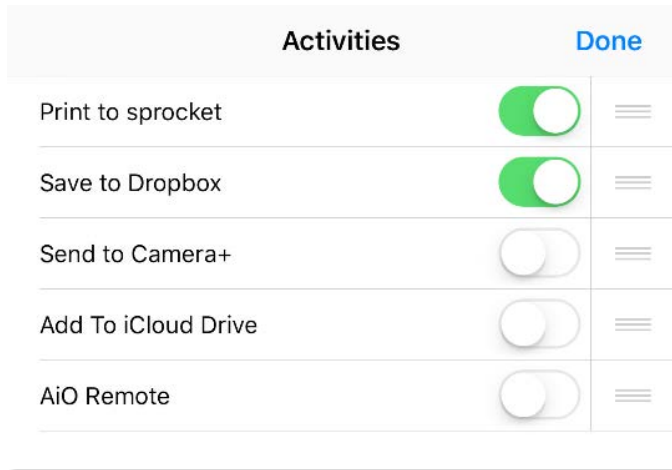 Activities
Done
Print to sprocket
Save to Dropbox
Send to Camera+
Add To iCloud Drive
AiO Remote